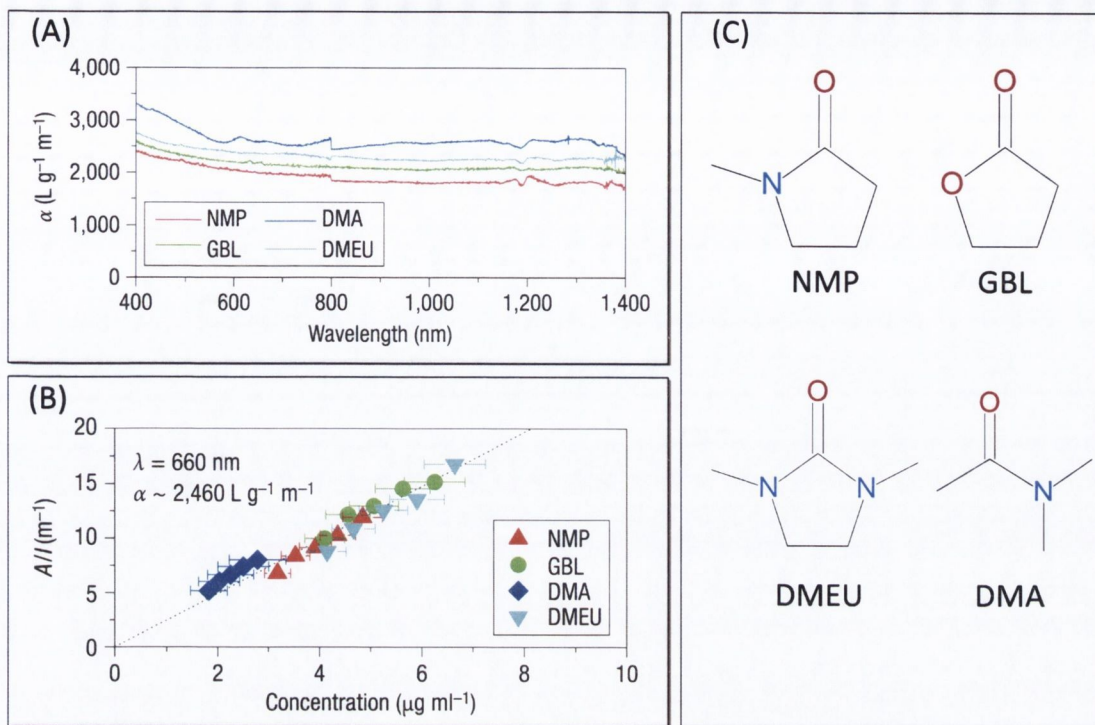 (A)
4,000
3,000
2,000
1,000
0
α (L g⁻¹ m⁻¹)
NMP
DMA
GBL
DMEU
400
600
800
1,000
1,200
1,400
Wavelength (nm)
(B)
20
15
10
5
0
A/l (m⁻¹)
λ = 660 nm
α ~ 2,460 L g⁻¹ m⁻¹
NMP
GBL
DMA
DMEU
0
2
4
6
8
10
Concentration (µg ml⁻¹)
(C)
O
N
NMP
O
O
GBL
O
N
N
DMEU
O
N
DMA